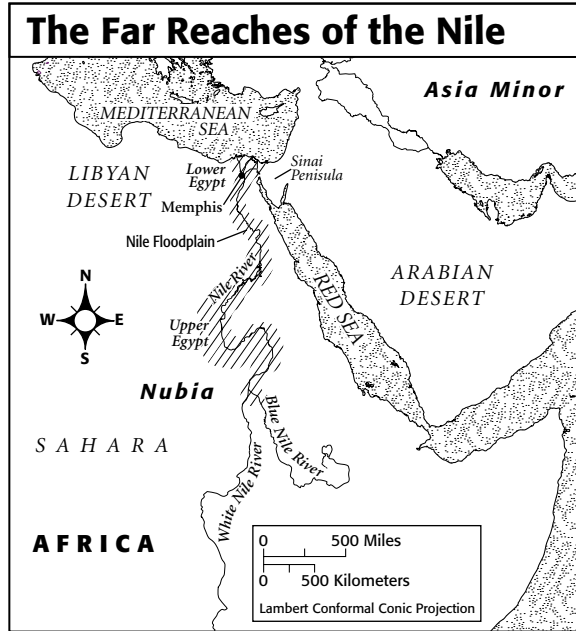 The Far Reaches of the Nile
Asia Minor
MEDITERRANEAN
SEA
LIBYAN
DESERT
Lower
Egypt
Sinai
Penisula
Memphis
Nile Floodplain
Nile River
RED SEA
ARABIAN
DESERT
N
W
E
S
Upper
Egypt
Nubia
Blue Nile River
SAHARA
White Nile River
AFRICA
0 500 Miles
0 500 Kilometers
Lambert Conformal Conic Projection